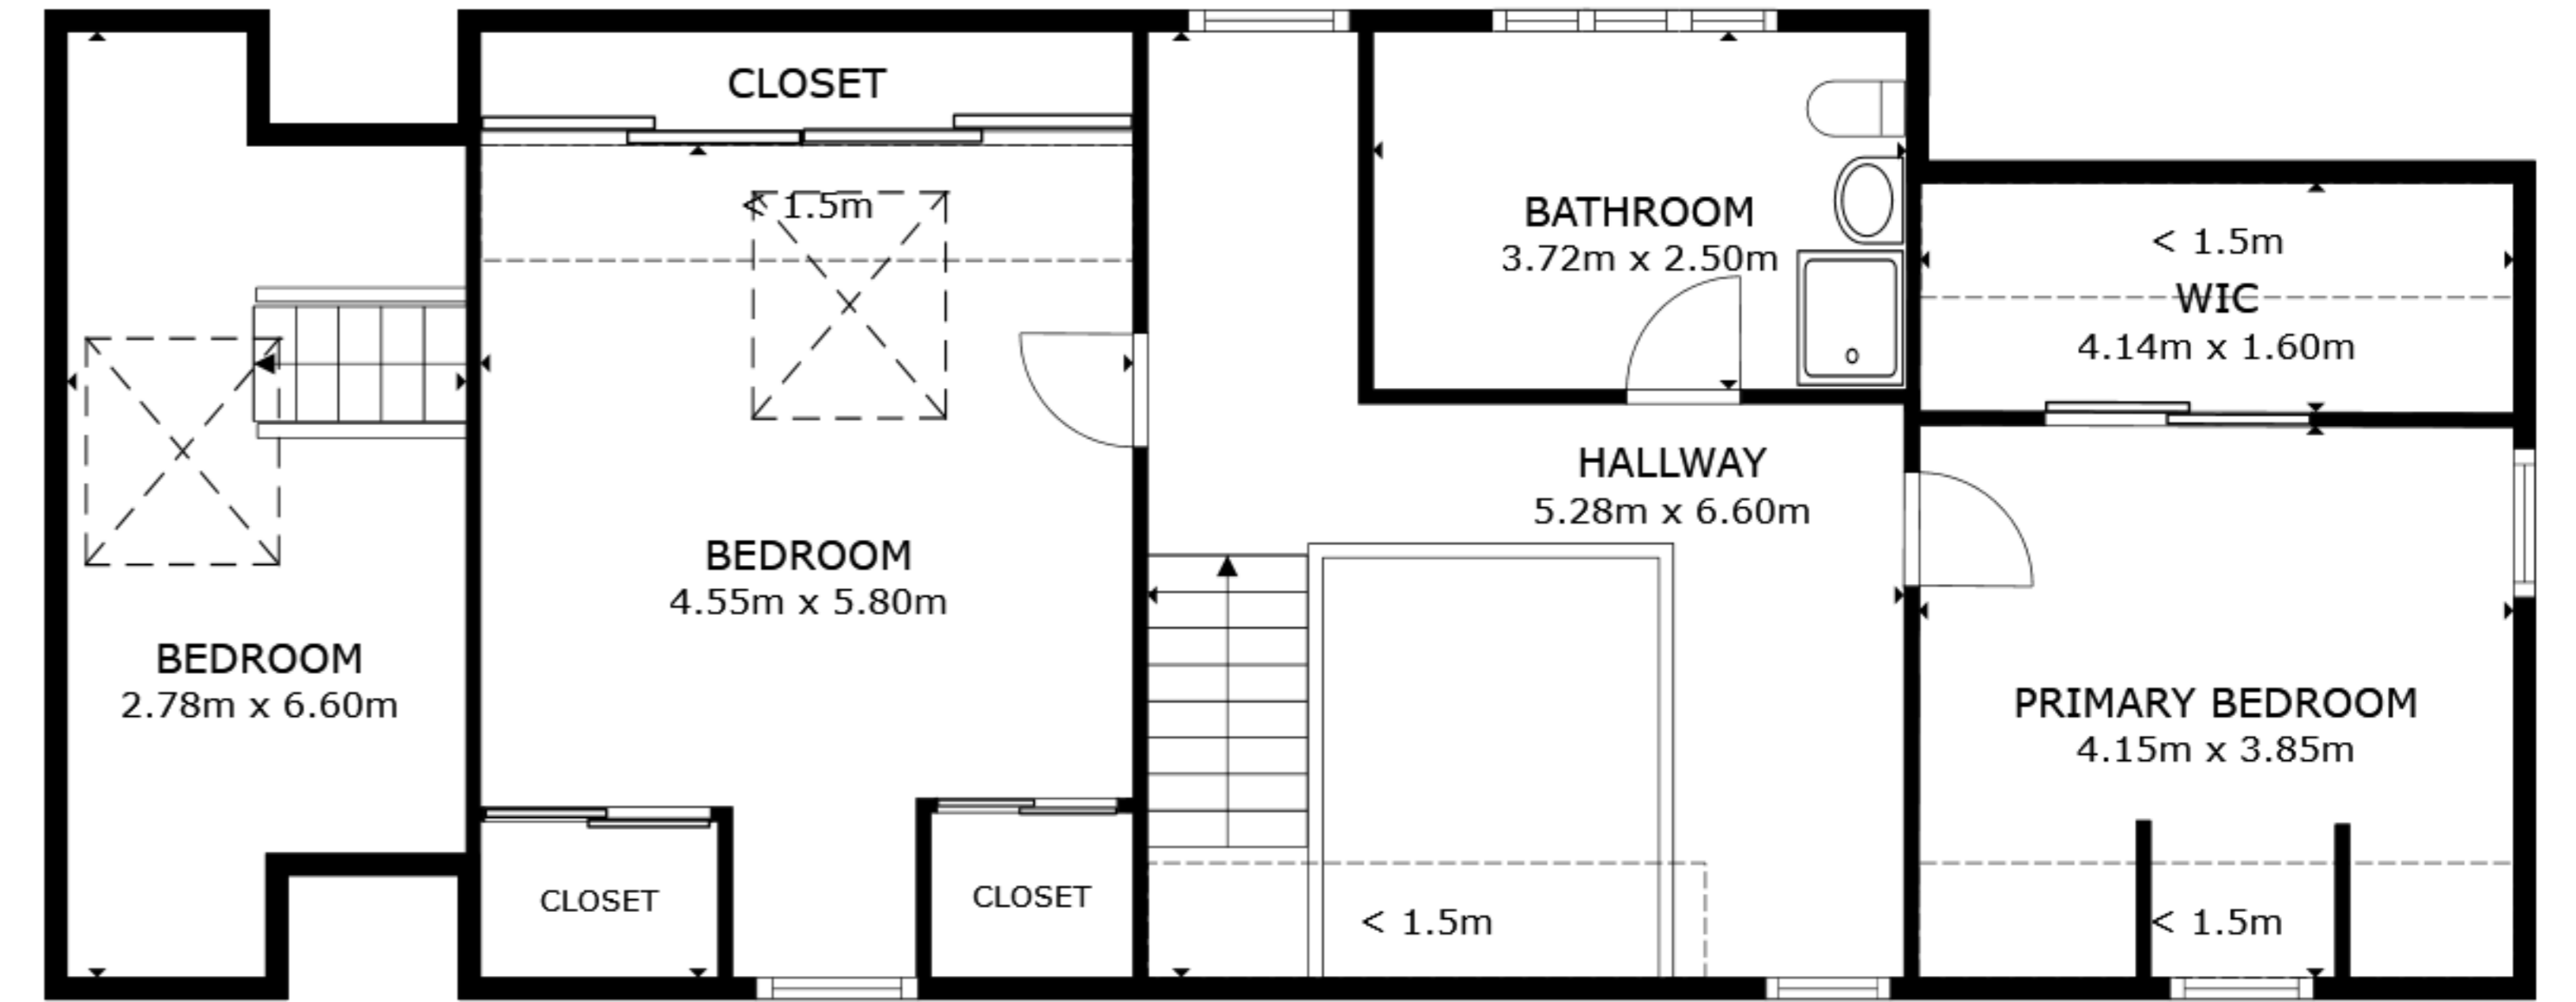 CLOSET
< 1.5m
BATHROOM
3.72m x 2.50m
< 1.5m
WIC
4.14m x 1.60m
HALLWAY
5.28m x 6.60m
BEDROOM
4.55m x 5.80m
BEDROOM
2.78m x 6.60m
PRIMARY BEDROOM
4.15m x 3.85m
CLOSET
CLOSET
< 1.5m
< 1.5m